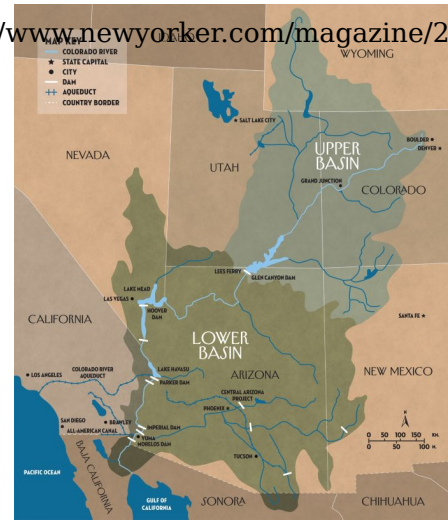 /www.newyorker.com/magazine/2
MAP KEY
COLORADO RIVER
STATE CAPITAL
CITY
DAM
AQUEDUCT
COUNTRY BORDER
IDAHO
WYOMING
SALT LAKE CITY
NEVADA
UTAH
UPPER
BASIN
BOULDER
DENVER
GRAND JUNCTION
COLORADO
LEES FERRY
GLEN CANYON DAM
LAKE MEAD
LAS VEGAS
HOOVER
DAM
SANTA FE
CALIFORNIA
LOWER
BASIN
COLORADO RIVER
AQUEDUCT
LOS ANGELES
LAKE HAVASU
PARKER DAM
ARIZONA
NEW MEXICO
CENTRAL ARIZONA
PROJECT
PHOENIX
SAN DIEGO
BRAWLEY
ALL-AMERICAN CANAL
IMPERIAL DAM
YUMA
MORELOS DAM
TUCSON
N
0 50 100 KM.
0 50 100 M.
BAJA CALIFORNIA
PACIFIC OCEAN
GULF OF
CALIFORNIA
SONORA
CHIHUAHUA